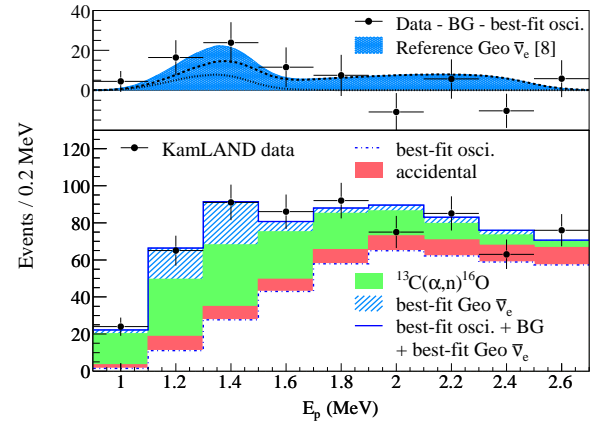 40
20
0
Data - BG - best-fit osci.
Reference Geo ν̅e [8]
Events / 0.2 MeV
120
100
80
60
40
20
0
KamLAND data
best-fit osci.
accidental
13C(α,n)16O
best-fit Geo ν̅e
best-fit osci. + BG
+ best-fit Geo ν̅e
1 1.2 1.4 1.6 1.8 2 2.2 2.4 2.6
Ep (MeV)